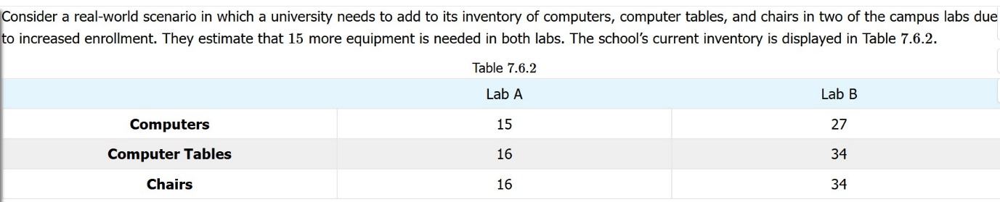 Consider a real-world scenario in which a university needs to add to its inventory of computers, computer tables, and chairs in two of the campus labs due
to increased enrollment. They estimate that 15 more equipment is needed in both labs. The school’s current inventory is displayed in Table 7.6.2.
Table 7.6.2
Lab A Lab B
Computers 15 27
Computer Tables 16 34
Chairs 16 34